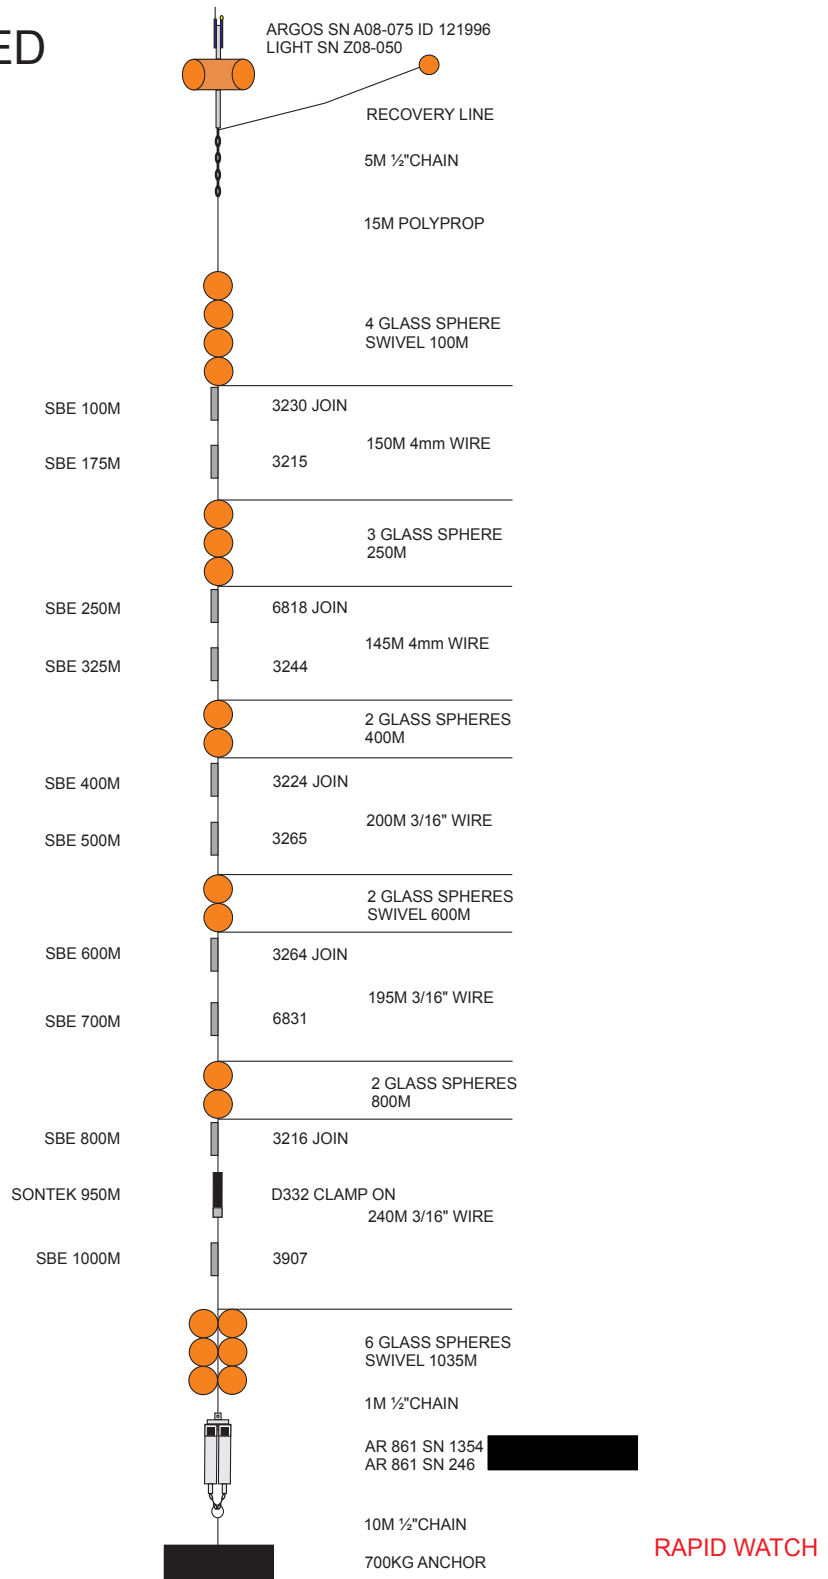 ED
ARGOS SN A08-075 ID 121996
LIGHT SN Z08-050
RECOVERY LINE
5M ½"CHAIN
15M POLYPROP
4 GLASS SPHERE
SWIVEL 100M
SBE 100M
3230 JOIN
150M 4mm WIRE
SBE 175M
3215
3 GLASS SPHERE
250M
SBE 250M
6818 JOIN
145M 4mm WIRE
SBE 325M
3244
2 GLASS SPHERES
400M
SBE 400M
3224 JOIN
200M 3/16" WIRE
SBE 500M
3265
2 GLASS SPHERES
SWIVEL 600M
SBE 600M
3264 JOIN
195M 3/16" WIRE
SBE 700M
6831
2 GLASS SPHERES
800M
SBE 800M
3216 JOIN
SONTEK 950M
D332 CLAMP ON
240M 3/16" WIRE
SBE 1000M
3907
6 GLASS SPHERES
SWIVEL 1035M
1M ½"CHAIN
AR 861 SN 1354
AR 861 SN 246
10M ½"CHAIN
RAPID WATCH
700KG ANCHOR